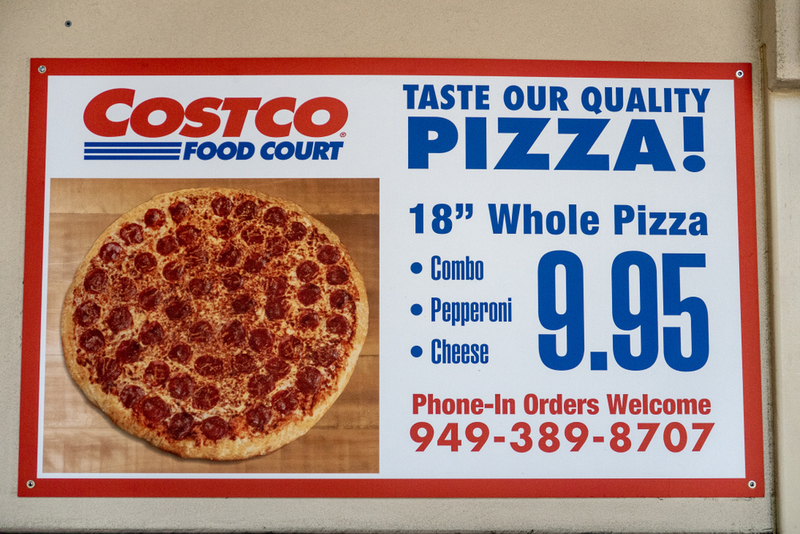 COSTCO
FOOD COURT
TASTE OUR QUALITY
PIZZA!
18” Whole Pizza
• Combo
• Pepperoni
• Cheese
9.95
Phone-In Orders Welcome
949-389-8707